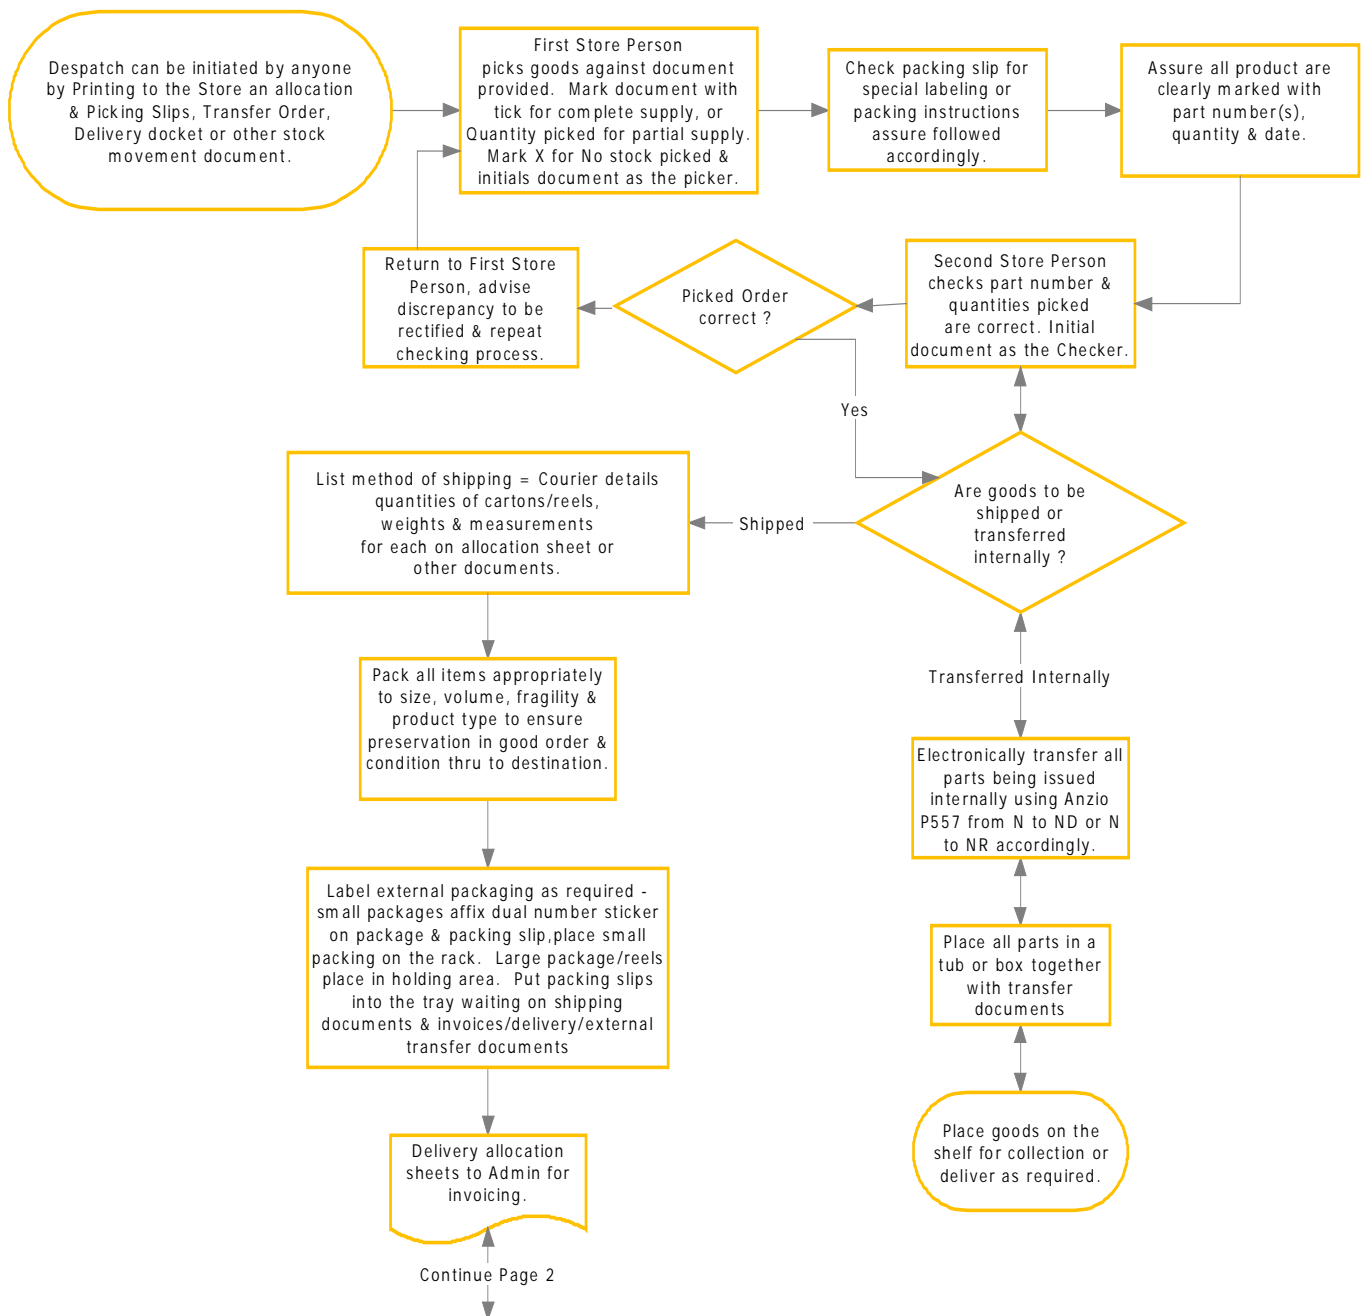 Despatch can be initiated by anyone
by Printing to the Store an allocation
& Picking Slips, Transfer Order,
Delivery docket or other stock
movement document.
First Store Person
picks goods against document
provided.  Mark document with
tick for complete supply, or
Quantity picked for partial supply.
Mark X for No stock picked &
initials document as the picker.
Check packing slip for
special labeling or
packing instructions
assure followed
accordingly.
Assure all product are
clearly marked with
part number(s),
quantity & date.
Return to First Store
Person, advise
discrepancy to be
rectified & repeat
checking process.
Picked Order
correct ?
Second Store Person
checks part number &
quantities picked
are correct. Initial
document as the Checker.
Yes
List method of shipping = Courier details
quantities of cartons/reels,
weights & measurements
for each on allocation sheet or
other documents.
Shipped
Are goods to be
shipped or
transferred
internally ?
Pack all items appropriately
to size, volume, fragility &
product type to ensure
preservation in good order &
condition thru to destination.
Transferred Internally
Electronically transfer all
parts being issued
internally using Anzio
P557 from N to ND or N
to NR accordingly.
Label external packaging as required -
small packages affix dual number sticker
on package & packing slip,place small
packing on the rack.  Large package/reels
place in holding area.  Put packing slips
into the tray waiting on shipping
documents & invoices/delivery/external
transfer documents
Place all parts in a
tub or box together
with transfer
documents
Delivery allocation
sheets to Admin for
invoicing.
Place goods on the
shelf for collection or
deliver as required.
Continue Page 2